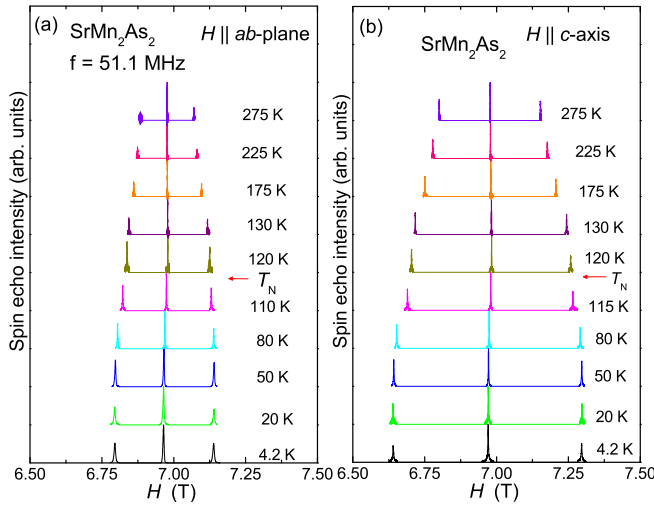 (a)
SrMn₂As₂
H || ab-plane
f = 51.1 MHz
275 K
225 K
175 K
130 K
120 K
T_N
110 K
80 K
50 K
20 K
4.2 K
Spin echo intensity (arb. units)
6.50 6.75 7.00 7.25 7.50
H (T)
(b)
H || c-axis
SrMn₂As₂
275 K
225 K
175 K
130 K
120 K
T_N
115 K
80 K
50 K
20 K
4.2 K
Spin echo intensity (arb. units)
6.50 6.75 7.00 7.25 7.50
H (T)